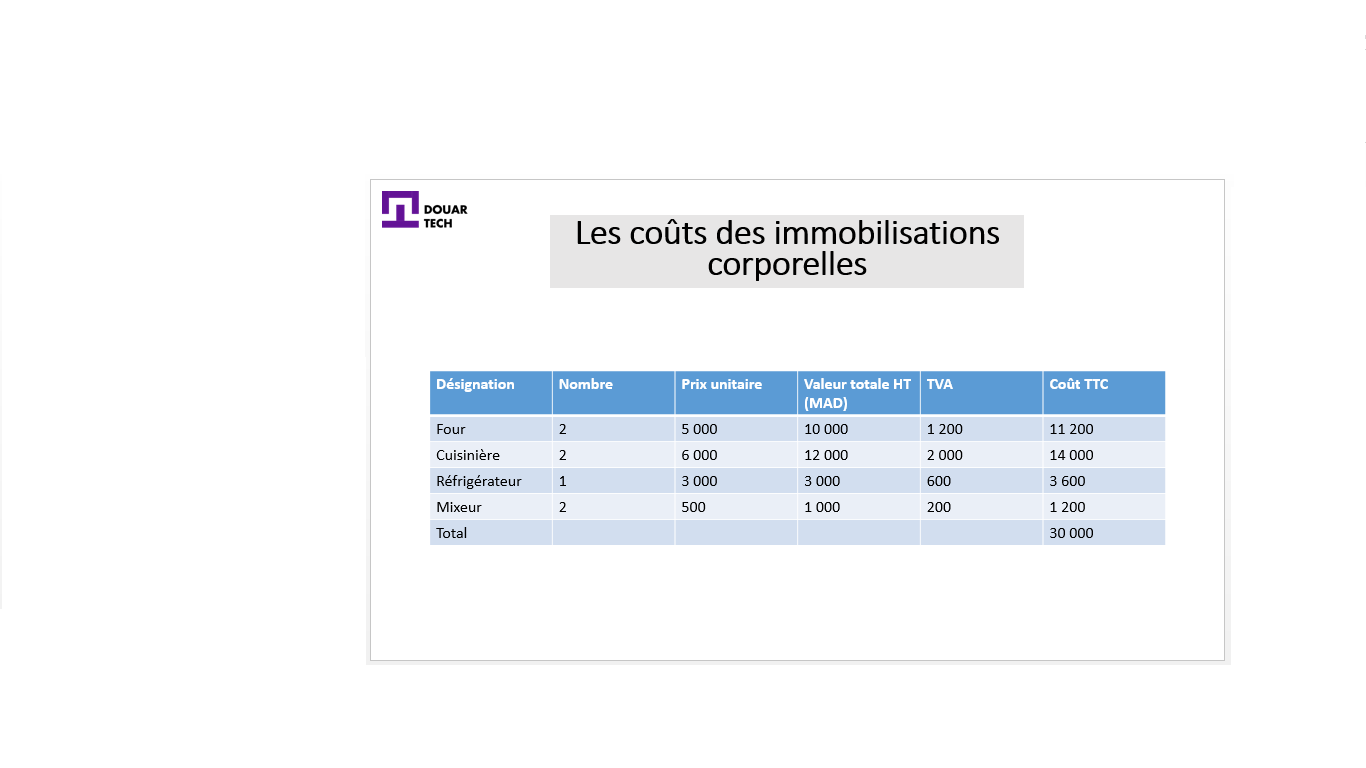 DOUAR
TECH
Les coûts des immobilisations
corporelles
Désignation Nombre Prix unitaire Valeur totale HT (MAD) TVA Coût TTC
Four 2 5 000 10 000 1 200 11 200
Cuisinière 2 6 000 12 000 2 000 14 000
Réfrigérateur 1 3 000 3 000 600 3 600
Mixeur 2 500 1 000 200 1 200
Total 30 000